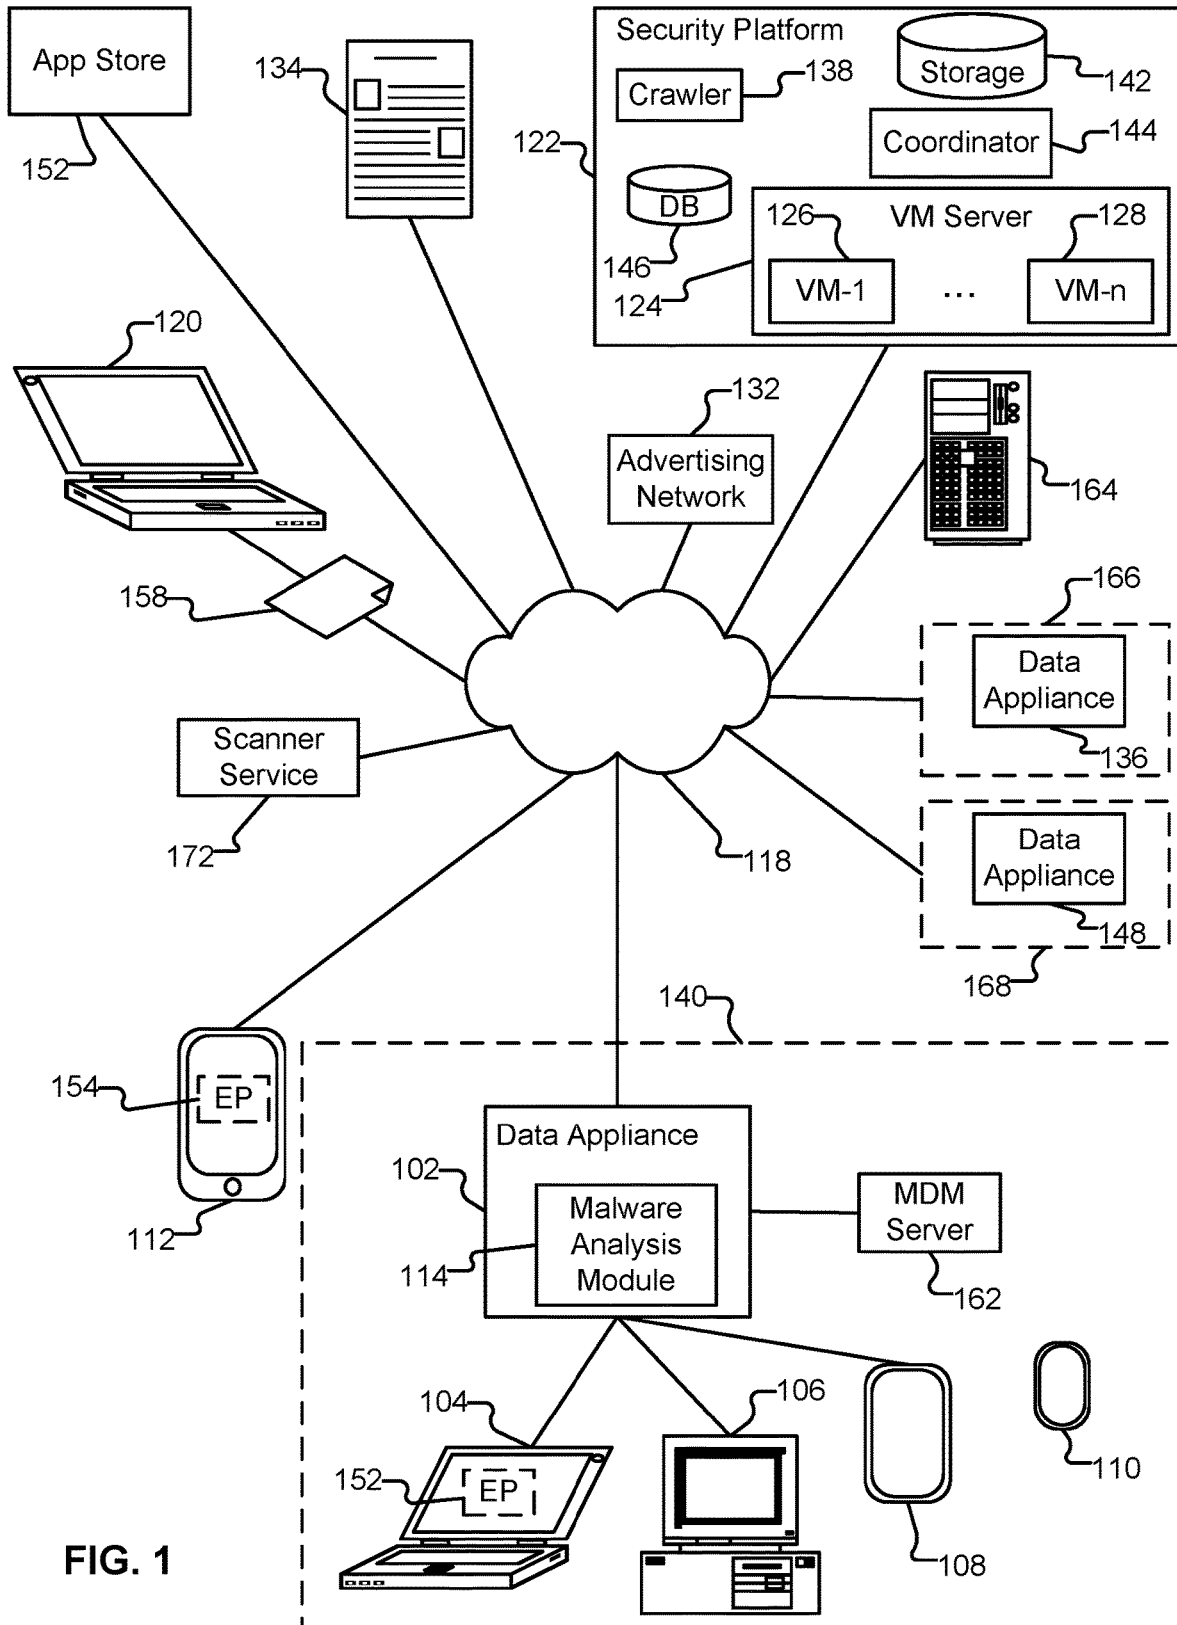 App Store
152
134
Security Platform
Crawler
138
Storage
142
Coordinator
144
122
DB
146
VM Server
124
126
VM-1
...
128
VM-n
120
132
Advertising
Network
164
158
166
Data
Appliance
136
Scanner
Service
172
118
Data
Appliance
148
168
140
154
EP
112
Data Appliance
102
Malware
Analysis
Module
114
MDM
Server
162
104
152
EP
106
108
110
FIG. 1